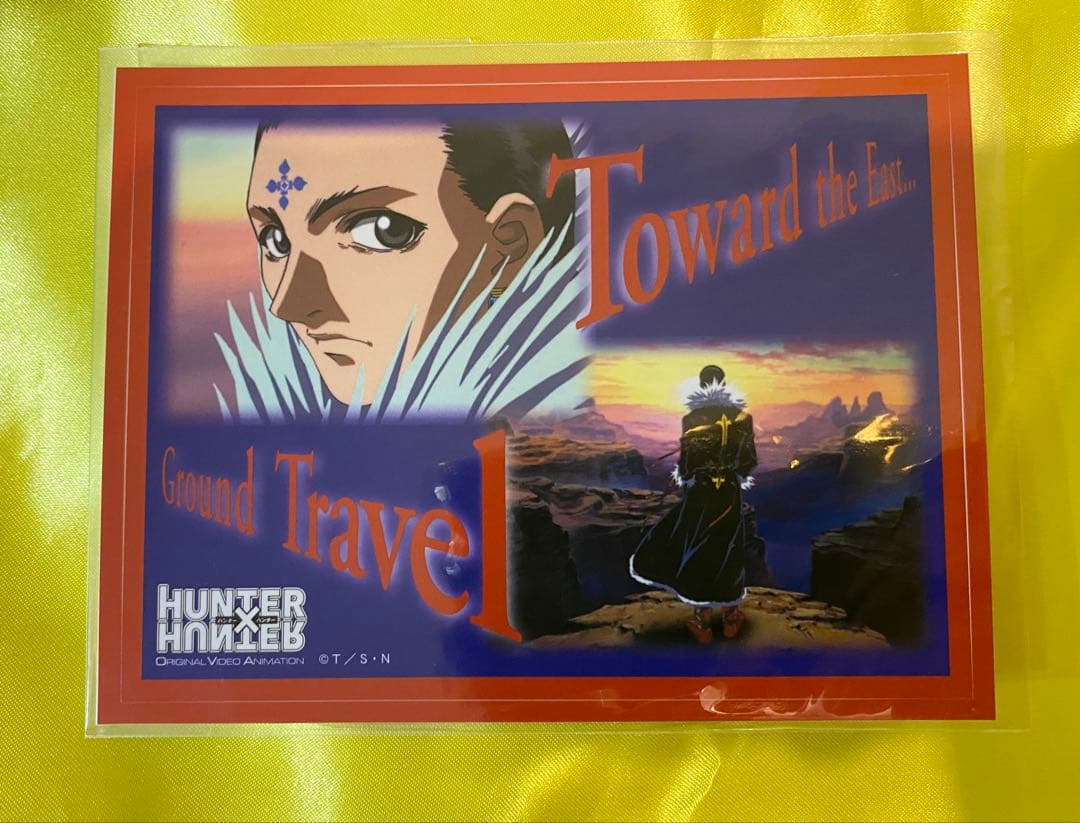 Toward the East...
Ground Travel
HUNTER
ハンター×ハンター
HUNTER
ORIGINAL VIDEO ANIMATION ©T/S・N